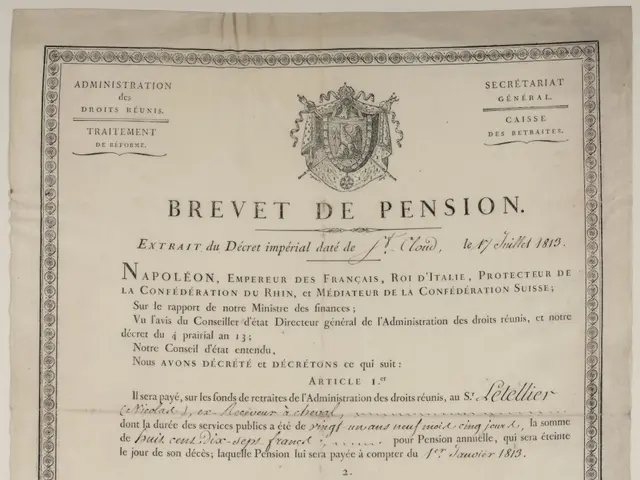 ADMINISTRATION
des
DROITS RÉUNIS.
TRAITEMENT
DE RÉFORME.
SECRÉTARIAT
GÉNÉRAL.
CAISSE
DES RETRAITES.
BREVET DE PENSION.
EXTRAIT du Décret impérial daté de St. Cloud, le 17 Juillet 1813.
NAPOLÉON, EMPEREUR DES FRANÇAIS, ROI D'ITALIE, PROTECTEUR DE
LA CONFÉDÉRATION DU RHIN, et MÉDIATEUR DE LA CONFÉDÉRATION SUISSE;
Sur le rapport de notre Ministre des finances;
Vu l'avis du Conseiller d'état Directeur général de l'Administration des droits réunis, et notre
décret du 4 prairial an 13;
Notre Conseil d'état entendu,
Nous AVONS DÉCRÉTÉ et DÉCRÉTONS ce qui suit:
ARTICLE 1.er
Il sera payé, sur les fonds de retraites de l'Administration des droits réunis, au S.r Letellier
(Nicolas), ex Receveur à cheval,
dont la durée des services publics a été de vingt un ans neuf mois cinq jours, la somme
de huit cent dix-sept francs, pour Pension annuelle, qui sera éteinte
le jour de son décès; laquelle Pension lui sera payée à compter du 1er Janvier 1813.
2.